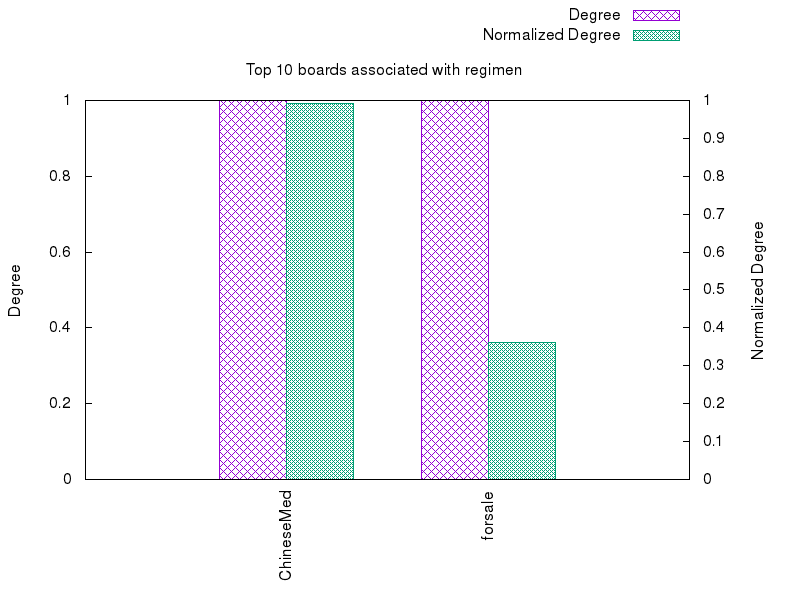 Degree
Normalized Degree
Top 10 boards associated with regimen
1
0.8
0.6
0.4
0.2
0
1
0.9
0.8
0.7
0.6
0.5
0.4
0.3
0.2
0.1
0
Degree
Normalized Degree
ChineseMed
forsale